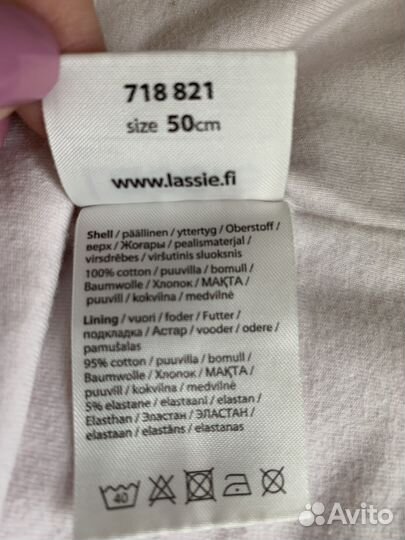 718 821
size 50cm
www.lassie.fi
Shell / päällinen / yttertyg / Oberstoff /
верх / Жоғары / pealismaterjal /
virsdrēbes / viršutinis sluoksnis
100% cotton / puuvilla / bomull /
Baumwolle / Хлопок / МАҚТА /
puuvill / kokvilna / medvilnė
Lining / vuori / foder / Futter /
подкладка / Астар / vooder / odere /
pamušalas
95% cotton / puuvilla / bomull /
Baumwolle / Хлопок / МАҚТА /
puuvill / kokvilna / medvilnė
5% elastane / elastaani / elastan /
Elasthan / Эластан / ЭЛАСТАН /
elastaan / elastāns / elastanas
40
Avito